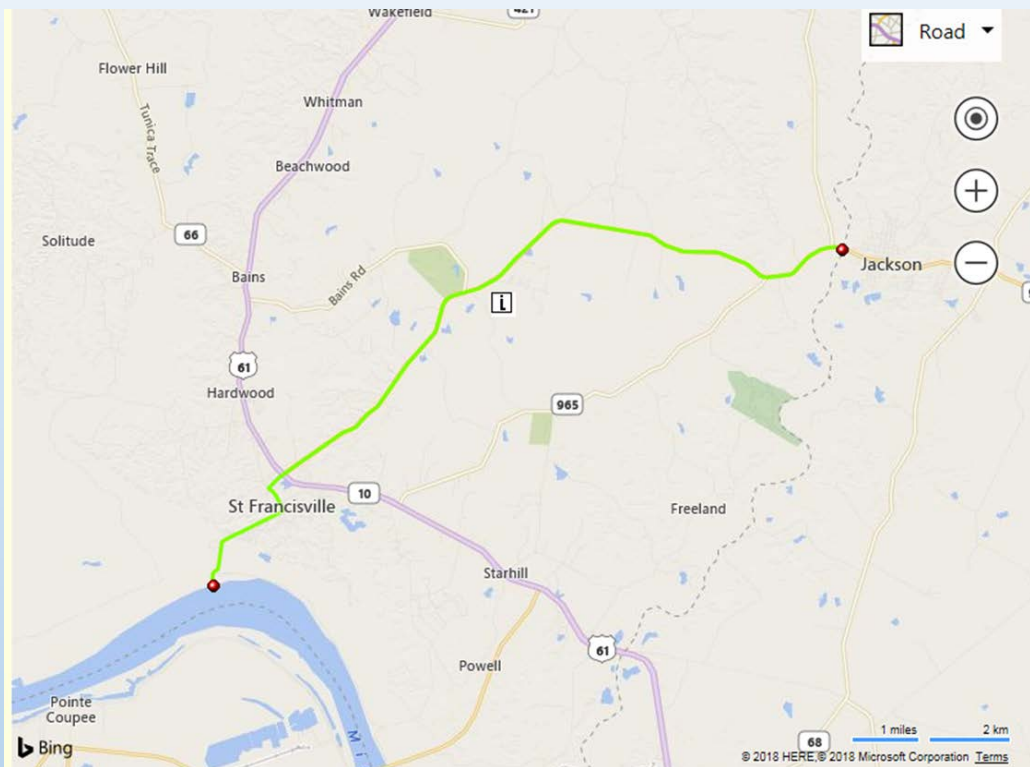 Wakefield
421
Road
Flower Hill
Whitman
Tunica Trace
Beachwood
66
Solitude
Jackson
Bains
Bains Rd
i
61
Hardwood
965
10
St Francisville
Freeland
Starhill
61
Powell
Pointe
Coupee
Mi
68
1 miles
2 km
Bing
© 2018 HERE,© 2018 Microsoft Corporation Terms